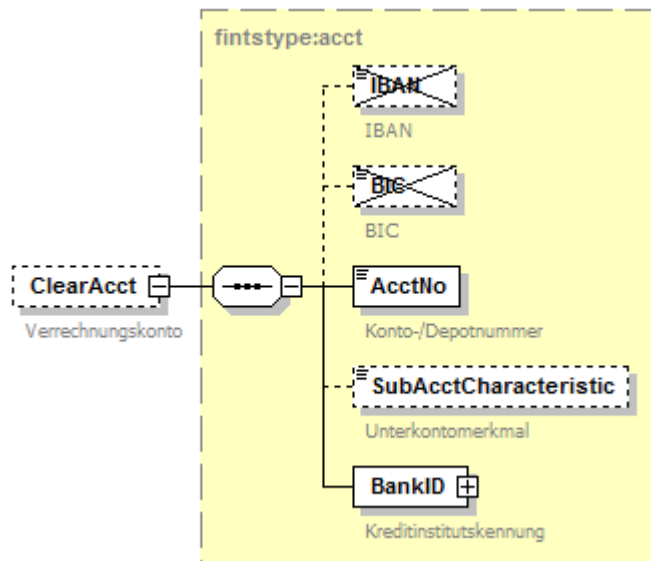 fintstype:acct
IBAN
IBAN
BIC
BIC
ClearAcct
Verrechnungskonto
AcctNo
Konto-/Depotnummer
SubAcctCharacteristic
Unterkontomerkmal
BankID
Kreditinstitutskennung